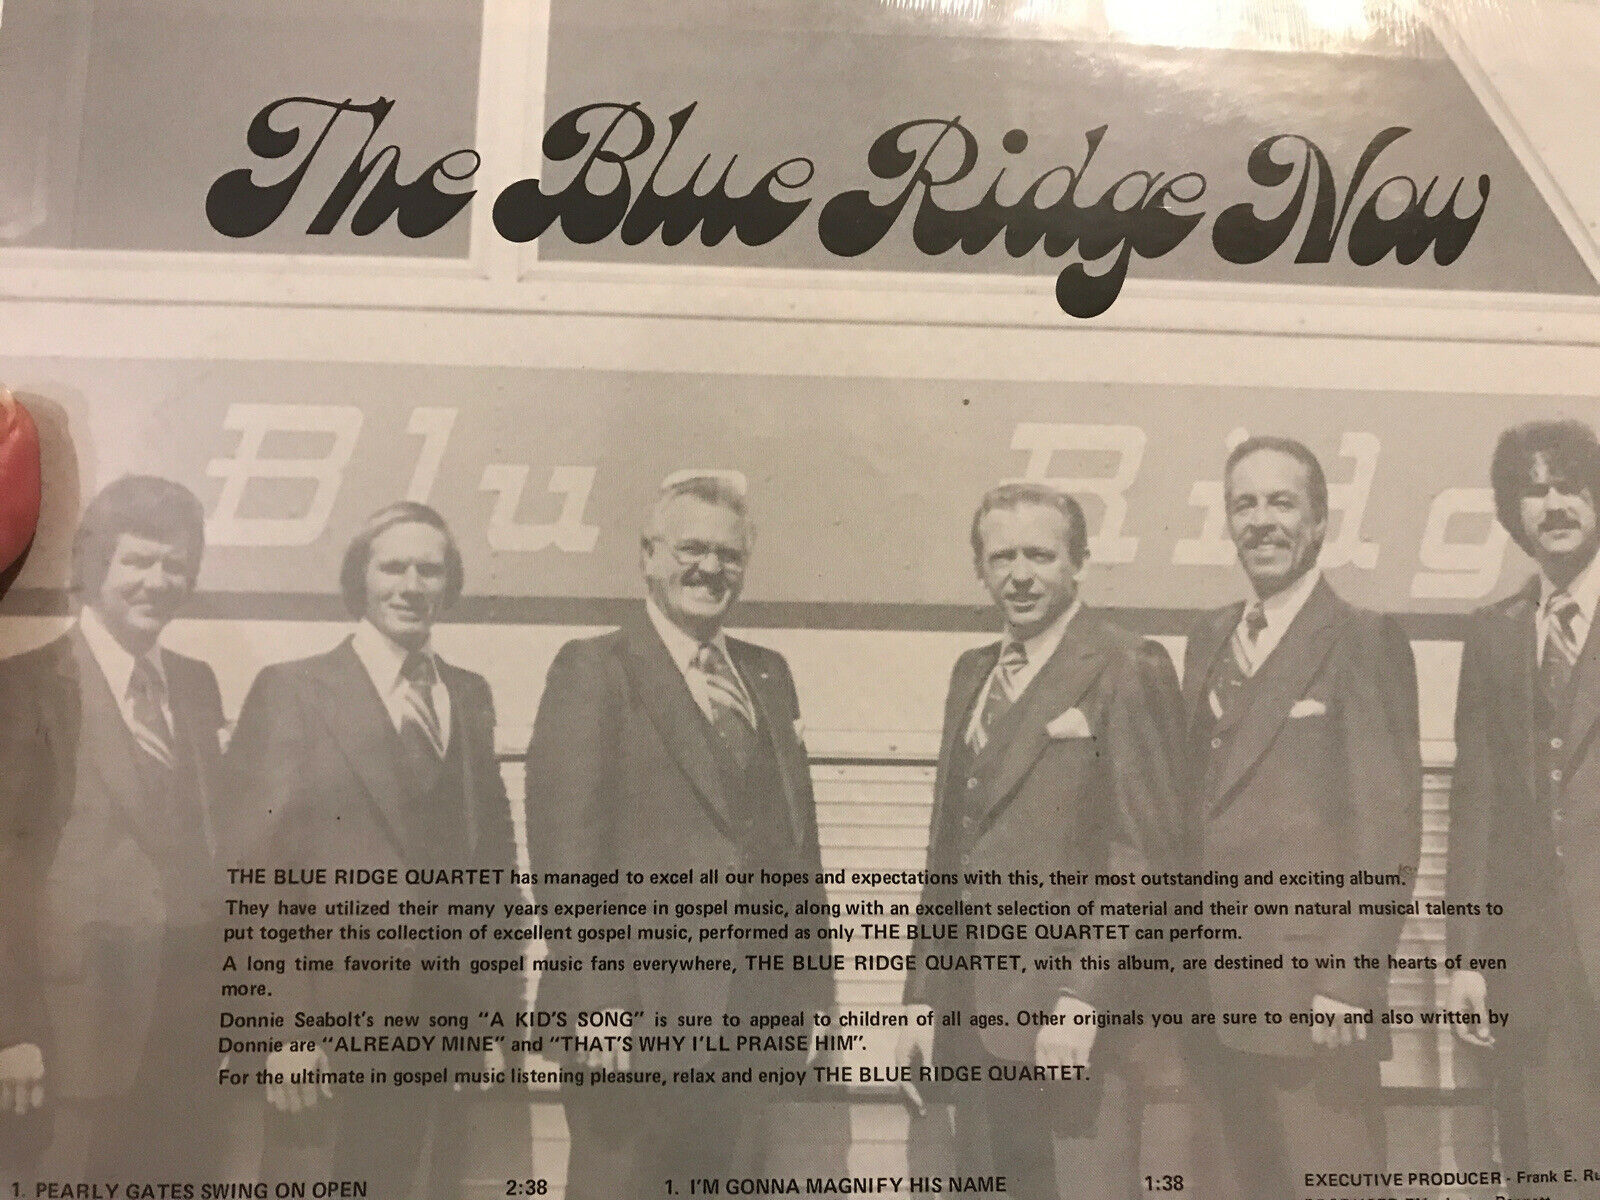 The Blue Ridge Now
Blu Ridg
THE BLUE RIDGE QUARTET has managed to excel all our hopes and expectations with this, their most outstanding and exciting album.
They have utilized their many years experience in gospel music, along with an excellent selection of material and their own natural musical talents to
put together this collection of excellent gospel music, performed as only THE BLUE RIDGE QUARTET can perform.
A long time favorite with gospel music fans everywhere, THE BLUE RIDGE QUARTET, with this album, are destined to win the hearts of even
more.
Donnie Seabolt's new song "A KID'S SONG" is sure to appeal to children of all ages. Other originals you are sure to enjoy and also written by
Donnie are "ALREADY MINE" and "THAT'S WHY I'LL PRAISE HIM".
For the ultimate in gospel music listening pleasure, relax and enjoy THE BLUE RIDGE QUARTET.
1. PEARLY GATES SWING ON OPEN 2:38
1. I'M GONNA MAGNIFY HIS NAME 1:38
EXECUTIVE PRODUCER - Frank E.